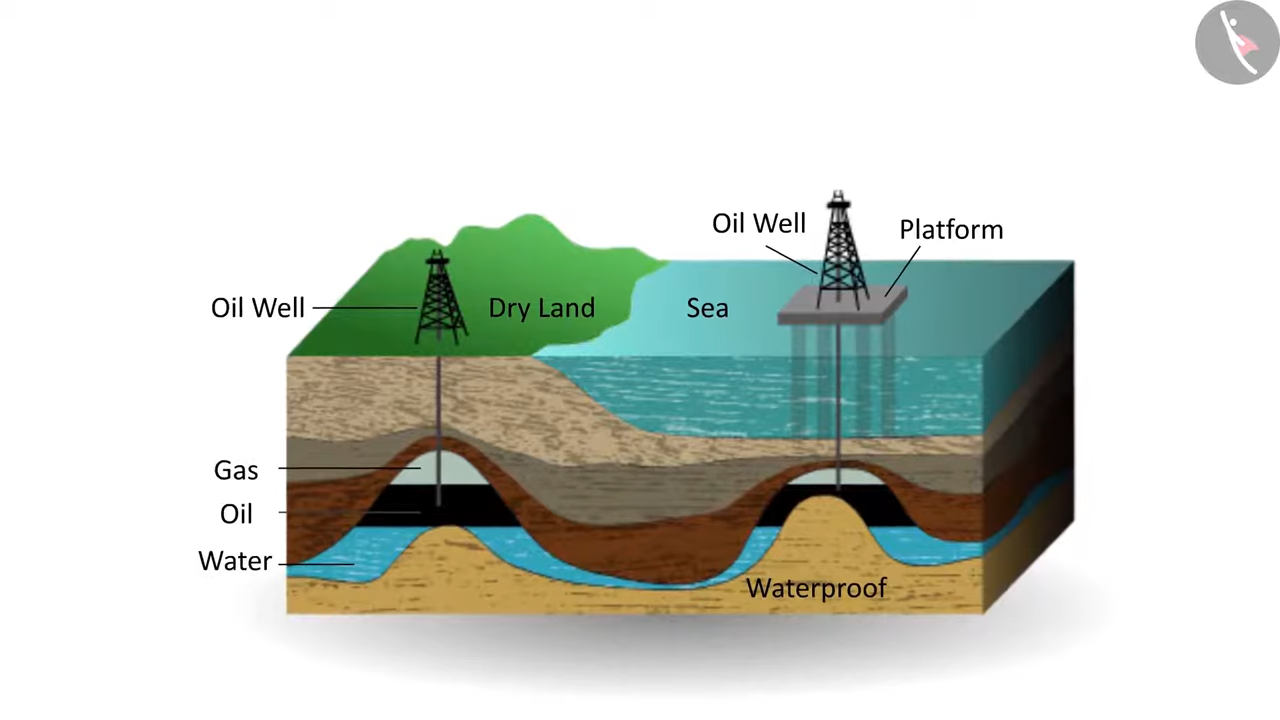 Oil Well
Platform
Oil Well
Dry Land
Sea
Gas
Oil
Water
Waterproof